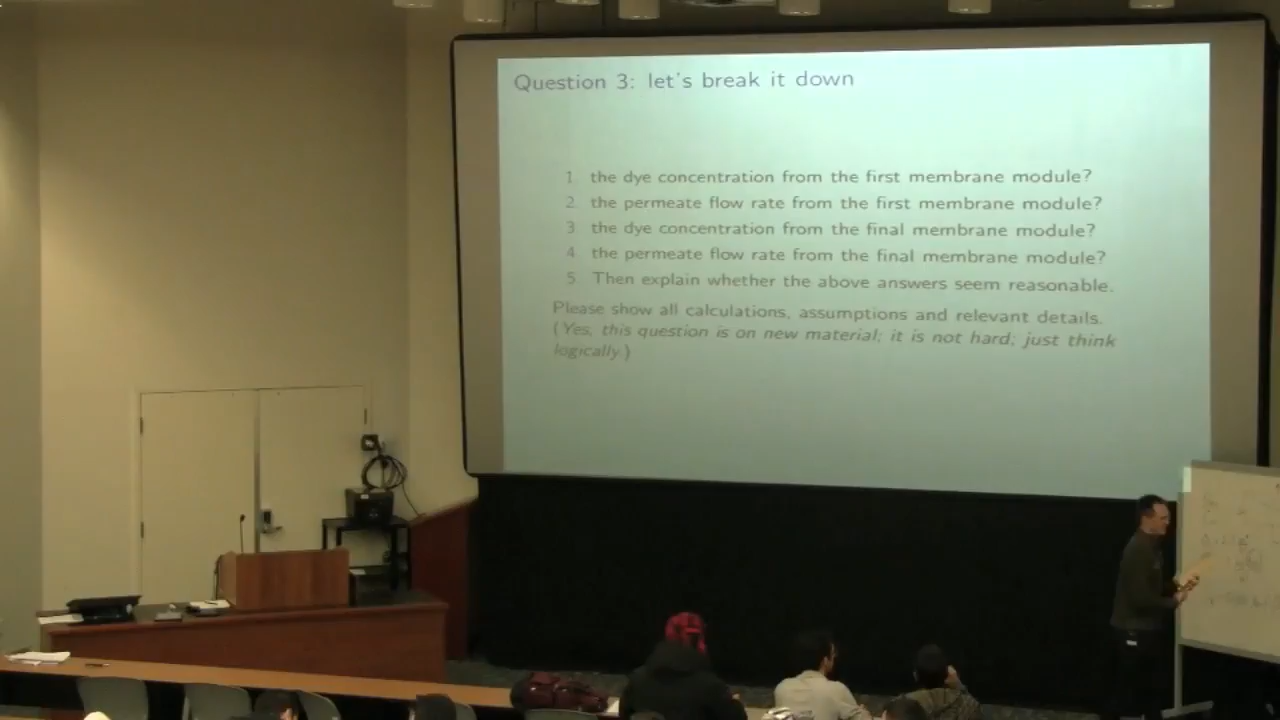 Question 3: let's break it down
1 the dye concentration from the first membrane module?
2 the permeate flow rate from the first membrane module?
3 the dye concentration from the final membrane module?
4 the permeate flow rate from the final membrane module?
5 Then explain whether the above answers seem reasonable.
Please show all calculations, assumptions and relevant details.
(Yes, this question is on new material; it is not hard; just think
logically.)